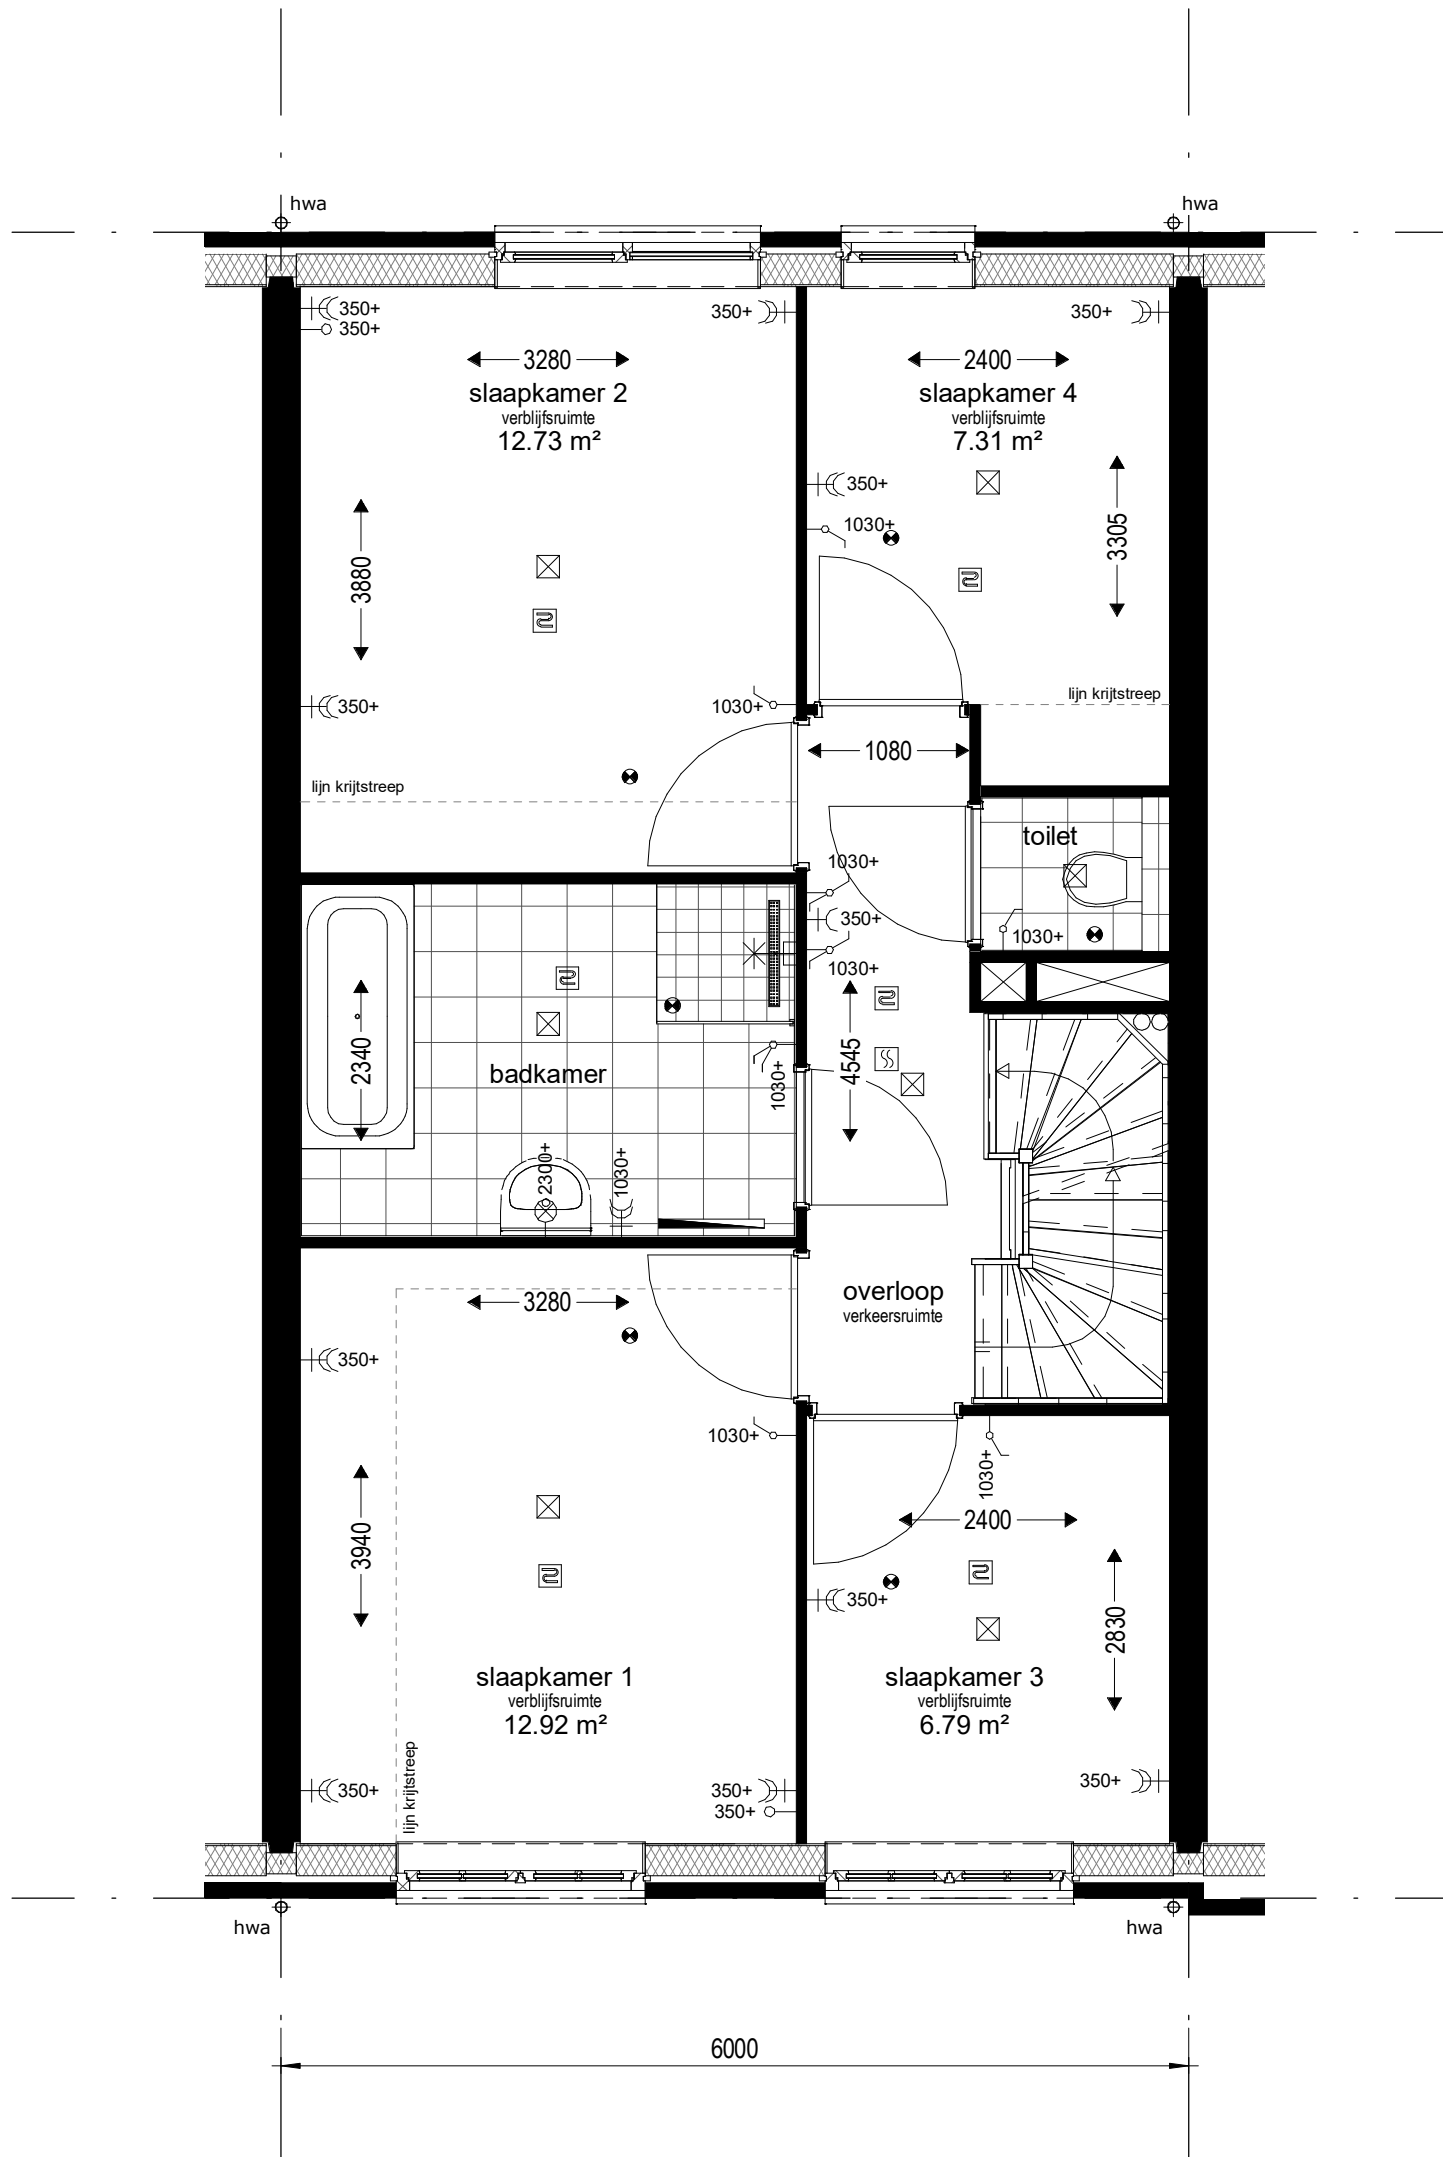 hwa
hwa
350+
350+
350+
350+
3280
slaapkamer 2
verblijfsruimte
12.73 m²
2400
slaapkamer 4
verblijfsruimte
7.31 m²
350+
1030+
3305
3880
350+
1030+
lijn krijtstreep
1080
lijn krijtstreep
toilet
1030+
350+
1030+
1030+
2340
badkamer
1030+
4545
2300+
1030+
3280
overloop
verkeersruimte
350+
1030+
1030+
2400
3940
350+
2830
slaapkamer 1
verblijfsruimte
12.92 m²
slaapkamer 3
verblijfsruimte
6.79 m²
lijn krijtstreep
350+
350+
350+
350+
hwa
hwa
6000